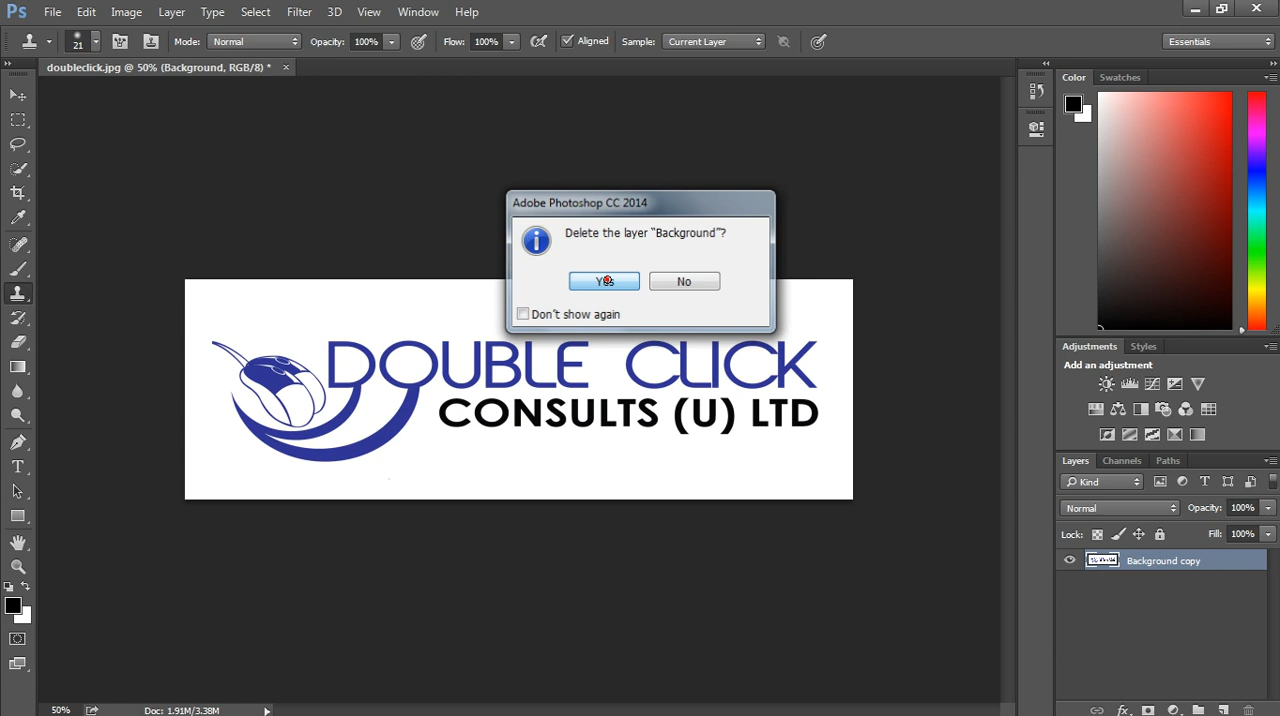 Ps File Edit Image Layer Type Select Filter 3D View Window Help
21 Mode: Normal Opacity: 100% Flow: 100% Aligned Sample: Current Layer Essentials
doubleclick.jpg @ 50% (Background, RGB/8) * ×
Color Swatches
Adobe Photoshop CC 2014
Delete the layer “Background”?
Yes No
Don't show again
DOUBLE CLICK
CONSULTS (U) LTD
Adjustments Styles
Add an adjustment
Layers Channels Paths
Kind
Normal Opacity: 100%
Lock: Fill: 100%
Background copy
50% Doc: 1.91M/3.38M